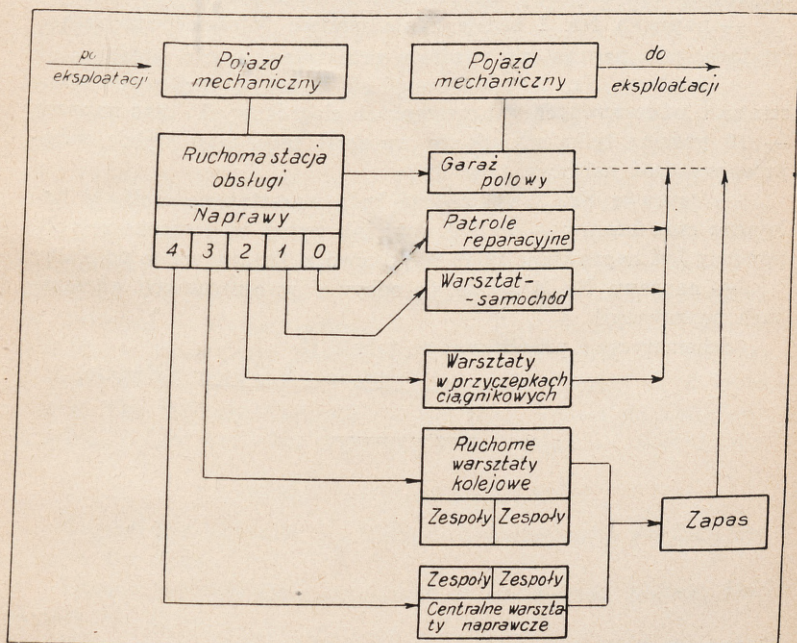 po
eksploatacji
Pojazd
mechaniczny
Pojazd
mechaniczny
do
eksploatacji
Ruchoma stacja
obsługi
Naprawy
4 3 2 1 0
Garaż
polowy
Patrole
reparacyjne
Warsztat-
-samochód
Warsztaty
w przyczepkach
ciągnikowych
Ruchome
warsztaty
kolejowe
Zespoły Zespoły
Zapas
Zespoły Zespoły
Centralne warszta-
ty naprawcze